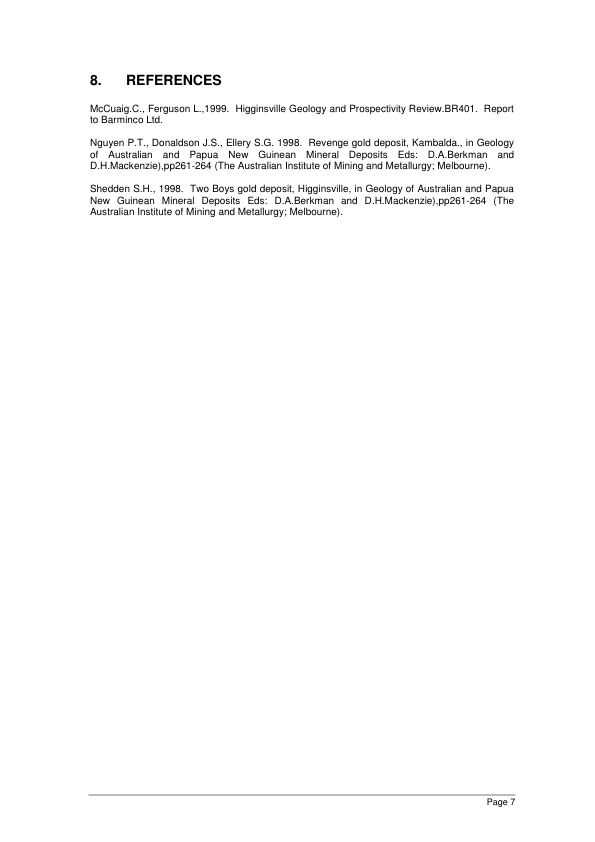 8. REFERENCES
McCuaig.C., Ferguson L.,1999. Higginsville Geology and Prospectivity Review.BR401. Report
to Barminco Ltd.
Nguyen P.T., Donaldson J.S., Ellery S.G. 1998. Revenge gold deposit, Kambalda., in Geology
of Australian and Papua New Guinean Mineral Deposits Eds: D.A.Berkman and
D.H.Mackenzie),pp261-264 (The Australian Institute of Mining and Metallurgy; Melbourne).
Shedden S.H., 1998. Two Boys gold deposit, Higginsville, in Geology of Australian and Papua
New Guinean Mineral Deposits Eds: D.A.Berkman and D.H.Mackenzie),pp261-264 (The
Australian Institute of Mining and Metallurgy; Melbourne).
Page 7